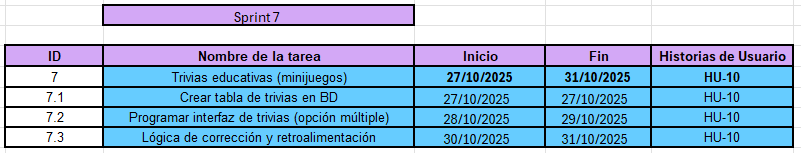 Sprint 7
ID Nombre de la tarea Inicio Fin Historias de Usuario
7 Trivias educativas (minijuegos) 27/10/2025 31/10/2025 HU-10
7.1 Crear tabla de trivias en BD 27/10/2025 27/10/2025 HU-10
7.2 Programar interfaz de trivias (opción múltiple) 28/10/2025 29/10/2025 HU-10
7.3 Lógica de corrección y retroalimentación 30/10/2025 31/10/2025 HU-10